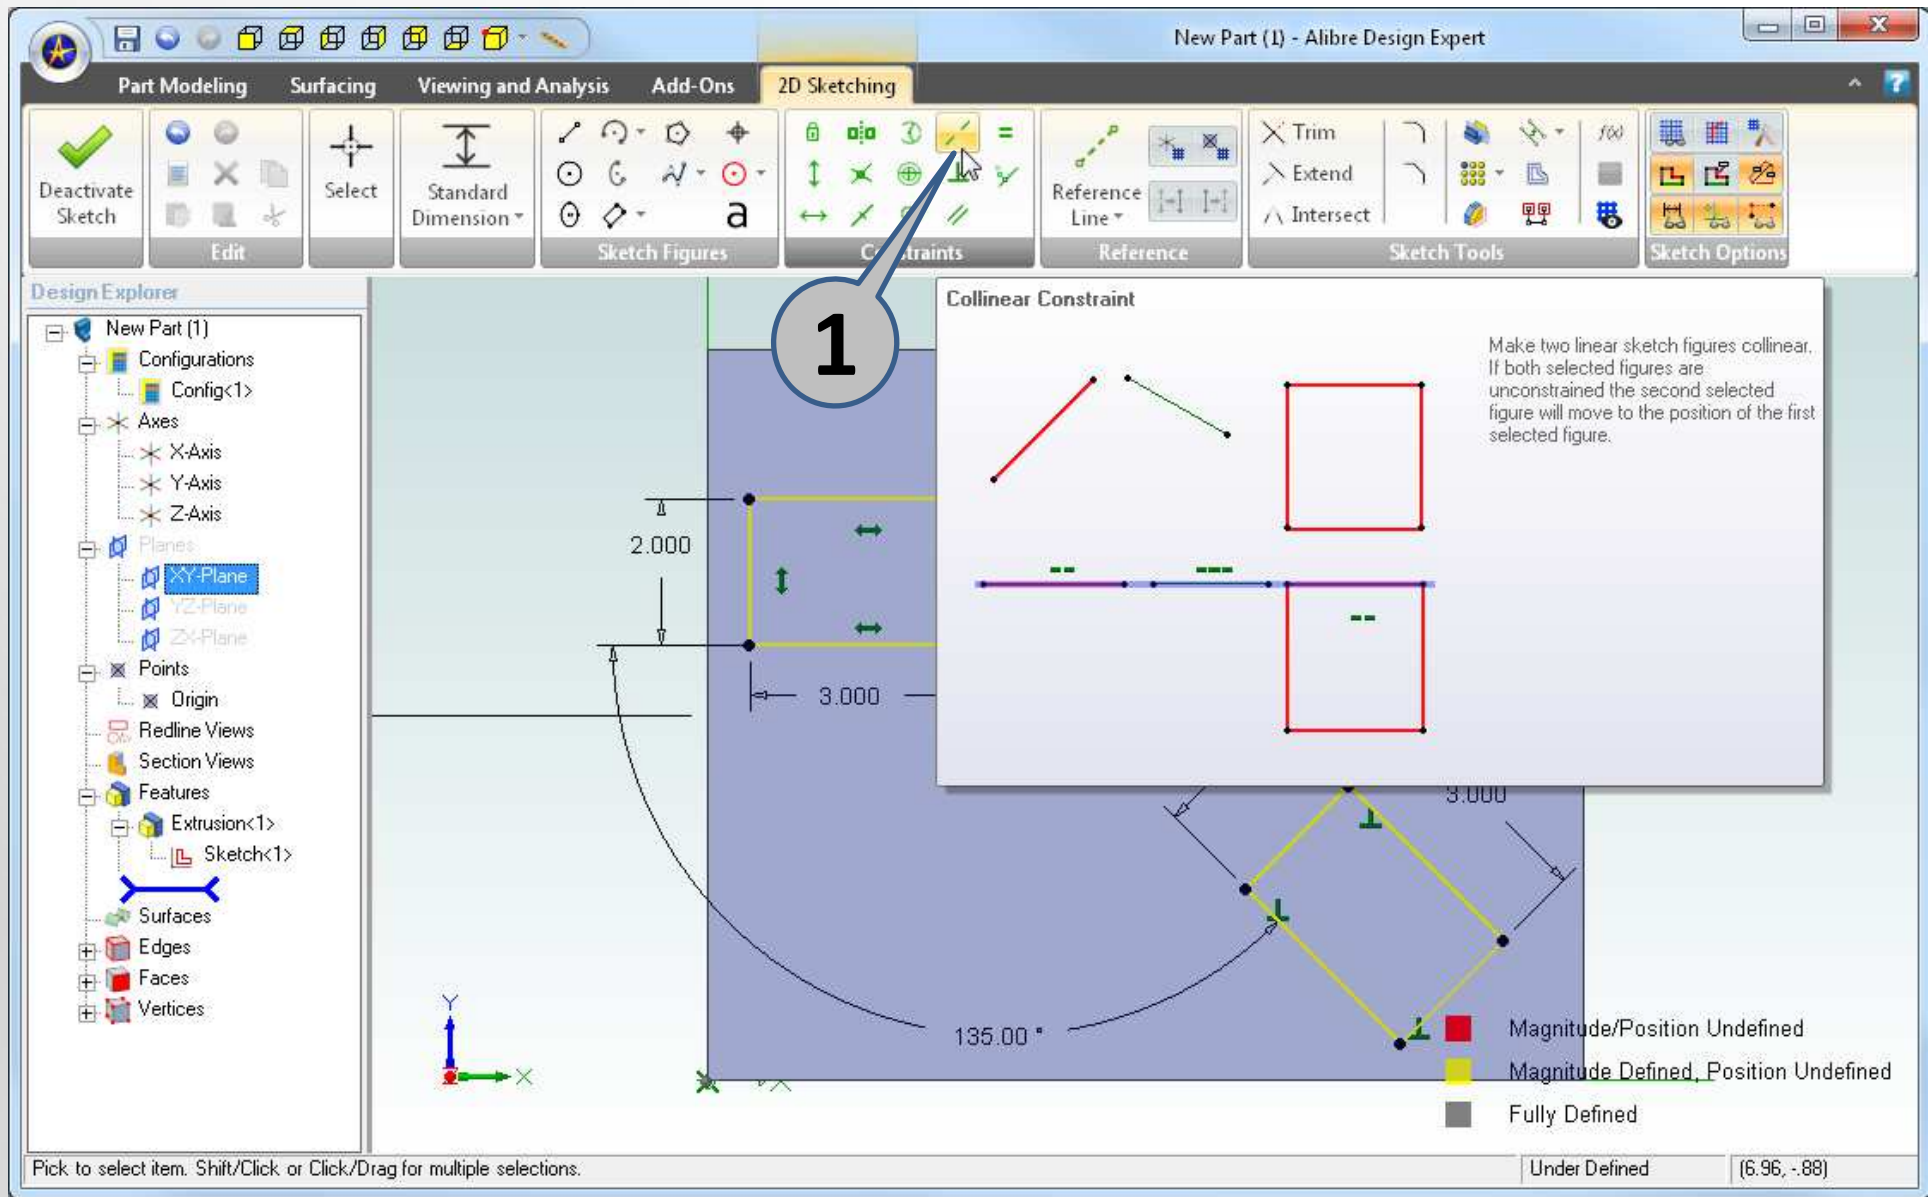 New Part (1) - Alibre Design Expert
Part Modeling
Surfacing
Viewing and Analysis
Add-Ons
2D Sketching
Deactivate
Sketch
Edit
Select
Standard
Dimension
a
Sketch Figures
Constraints
Reference
Line
Reference
Trim
Extend
Intersect
f(x)
Sketch Tools
Sketch Options
1
Design Explorer
New Part (1)
Configurations
Config<1>
Axes
X-Axis
Y-Axis
Z-Axis
Planes
XY-Plane
YZ-Plane
ZX-Plane
Points
Origin
Redline Views
Section Views
Features
Extrusion<1>
Sketch<1>
Surfaces
Edges
Faces
Vertices
Collinear Constraint
Make two linear sketch figures collinear.
If both selected figures are
unconstrained the second selected
figure will move to the position of the first
selected figure.
2.000
3.000
3.000
135.00 °
Y
X
Magnitude/Position Undefined
Magnitude Defined, Position Undefined
Fully Defined
Pick to select item. Shift/Click or Click/Drag for multiple selections.
Under Defined
(6.96, -.88)